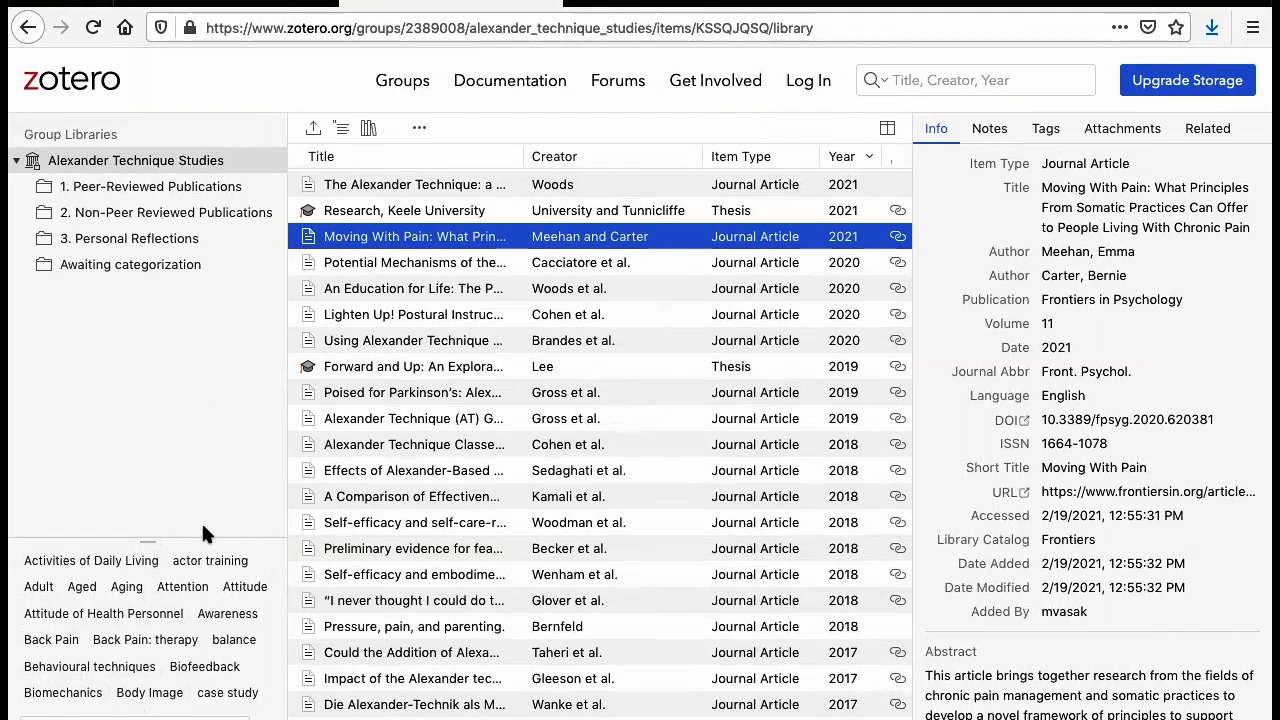 https://www.zotero.org/groups/2389008/alexander_technique_studies/items/KSSQJQSQ/library
zotero Groups Documentation Forums Get Involved Log In Title, Creator, Year Upgrade Storage
Group Libraries
Alexander Technique Studies
1. Peer-Reviewed Publications
2. Non-Peer Reviewed Publications
3. Personal Reflections
Awaiting categorization
Activities of Daily Living actor training
Adult Aged Aging Attention Attitude
Attitude of Health Personnel Awareness
Back Pain Back Pain: therapy balance
Behavioural techniques Biofeedback
Biomechanics Body Image case study
Title Creator Item Type Year
The Alexander Technique: a ... Woods Journal Article 2021
Research, Keele University University and Tunnicliffe Thesis 2021
Moving With Pain: What Prin... Meehan and Carter Journal Article 2021
Potential Mechanisms of the... Cacciatore et al. Journal Article 2020
An Education for Life: The P... Woods et al. Journal Article 2020
Lighten Up! Postural Instruc... Cohen et al. Journal Article 2020
Using Alexander Technique ... Brandes et al. Journal Article 2020
Forward and Up: An Explora... Lee Thesis 2019
Poised for Parkinson's: Alex... Gross et al. Journal Article 2019
Alexander Technique (AT) G... Gross et al. Journal Article 2019
Alexander Technique Classe... Cohen et al. Journal Article 2018
Effects of Alexander-Based ... Sedaghati et al. Journal Article 2018
A Comparison of Effectiven... Kamali et al. Journal Article 2018
Self-efficacy and self-care-r... Woodman et al. Journal Article 2018
Preliminary evidence for fea... Becker et al. Journal Article 2018
Self-efficacy and embodime... Wenham et al. Journal Article 2018
“I never thought I could do t... Glover et al. Journal Article 2018
Pressure, pain, and parenting. Bernfeld Journal Article 2018
Could the Addition of Alexa... Taheri et al. Journal Article 2017
Impact of the Alexander tec... Gleeson et al. Journal Article 2017
Die Alexander-Technik als M... Wanke et al. Journal Article 2017
Info Notes Tags Attachments Related
Item Type Journal Article
Title Moving With Pain: What Principles
From Somatic Practices Can Offer
to People Living With Chronic Pain
Author Meehan, Emma
Author Carter, Bernie
Publication Frontiers in Psychology
Volume 11
Date 2021
Journal Abbr Front. Psychol.
Language English
DOI 10.3389/fpsyg.2020.620381
ISSN 1664-1078
Short Title Moving With Pain
URL https://www.frontiersin.org/article...
Accessed 2/19/2021, 12:55:31 PM
Library Catalog Frontiers
Date Added 2/19/2021, 12:55:32 PM
Date Modified 2/19/2021, 12:55:32 PM
Added By mvasak
Abstract
This article brings together research from the fields of
chronic pain management and somatic practices to
develop a novel framework of principles to support